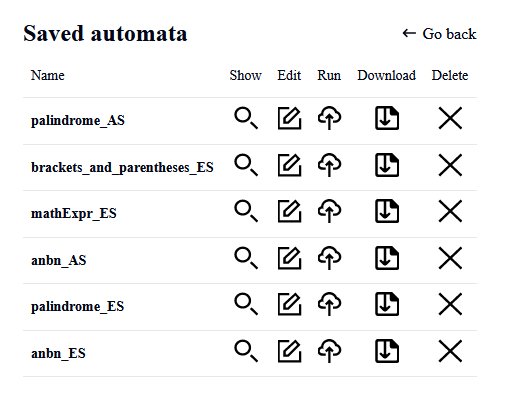 Saved automata
← Go back
Name Show Edit Run Download Delete
palindrome_AS
brackets_and_parentheses_ES
mathExpr_ES
anbn_AS
palindrome_ES
anbn_ES